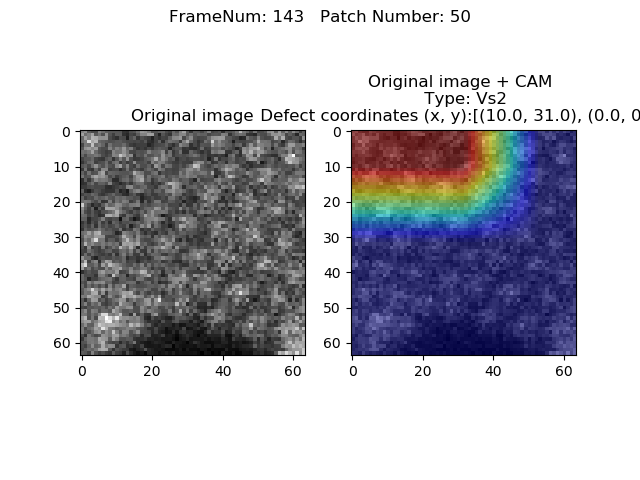 FrameNum: 143   Patch Number: 50
Original image + CAM
Type: Vs2
Original image
Defect coordinates (x, y):[(10.0, 31.0), (0.0, 0
0
10
20
30
40
50
60
0 20 40 60
0
10
20
30
40
50
60
0 20 40 60